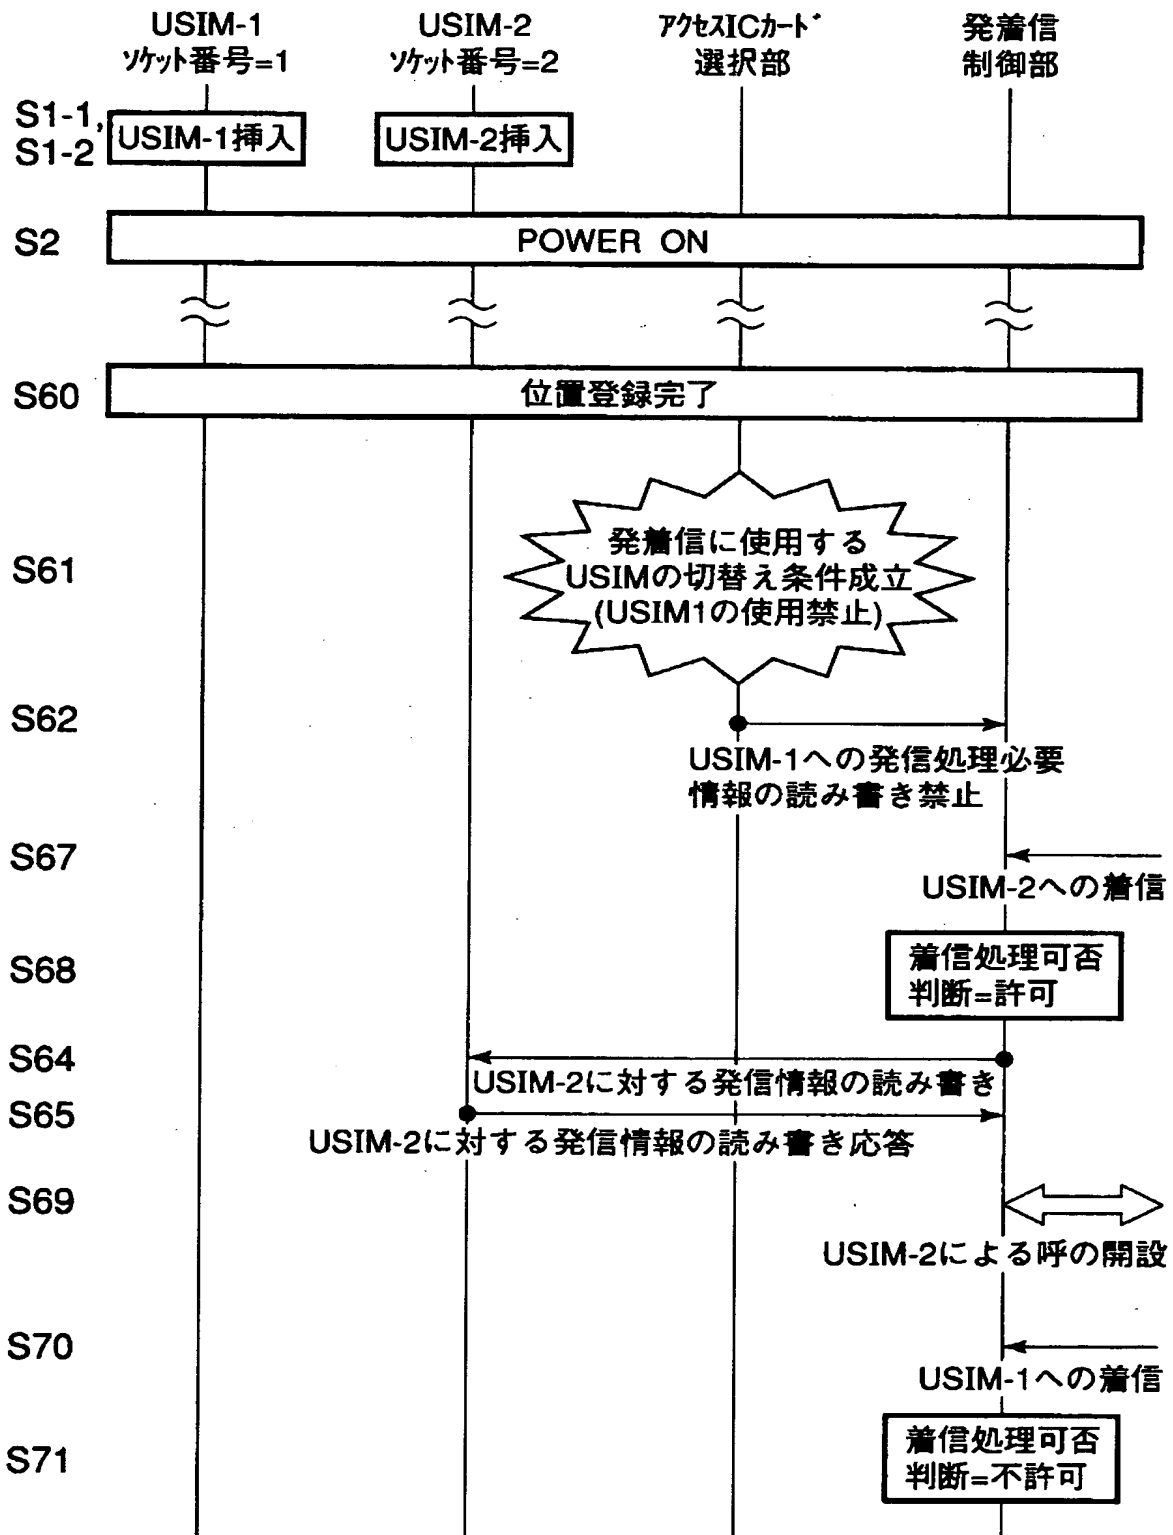 USIM-1
ソケット番号=1
USIM-2
ソケット番号=2
アクセスICカード
選択部
発着信
制御部
S1-1,
S1-2
USIM-1挿入
USIM-2挿入
S2
POWER ON
S60
位置登録完了
S61
発着信に使用する
USIMの切替え条件成立
(USIM1の使用禁止)
S62
USIM-1への発信処理必要
情報の読み書き禁止
S67
USIM-2への着信
S68
着信処理可否
判断=許可
S64
USIM-2に対する発信情報の読み書き
S65
USIM-2に対する発信情報の読み書き応答
S69
USIM-2による呼の開設
S70
USIM-1への着信
S71
着信処理可否
判断=不許可